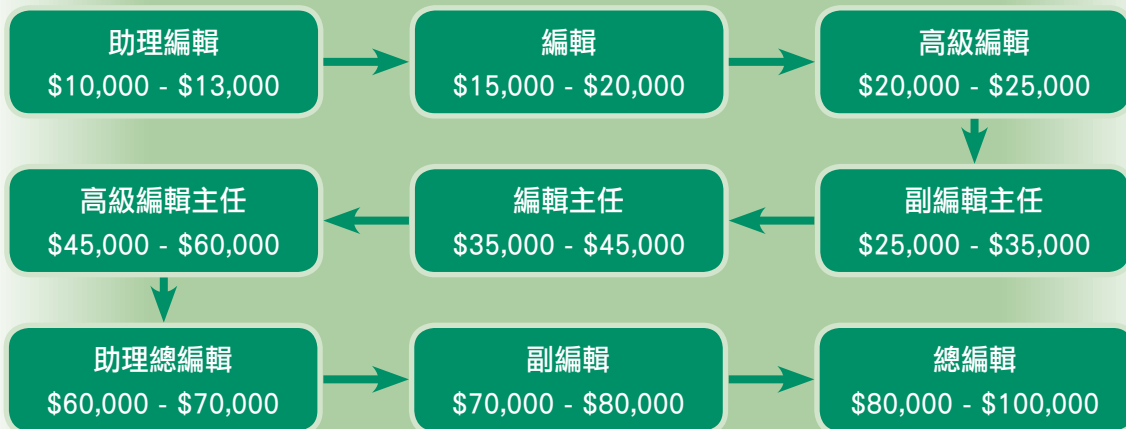 助理編輯
$10,000 - $13,000
編輯
$15,000 - $20,000
高級編輯
$20,000 - $25,000
副編輯主任
$25,000 - $35,000
編輯主任
$35,000 - $45,000
高級編輯主任
$45,000 - $60,000
助理總編輯
$60,000 - $70,000
副編輯
$70,000 - $80,000
總編輯
$80,000 - $100,000